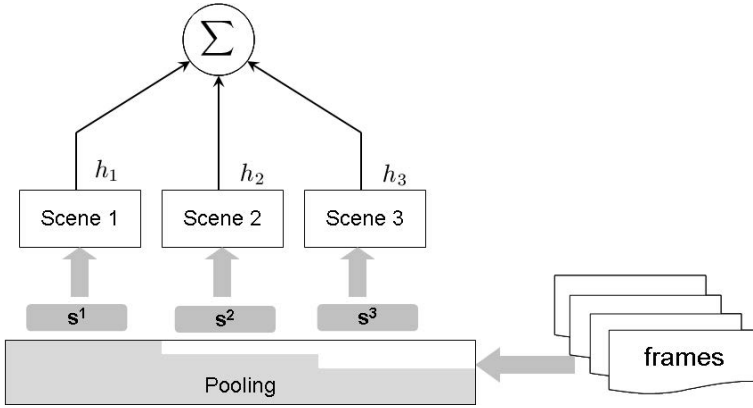 ∑
h₁ h₂ h₃
Scene 1 Scene 2 Scene 3
s¹ s² s³
frames
Pooling